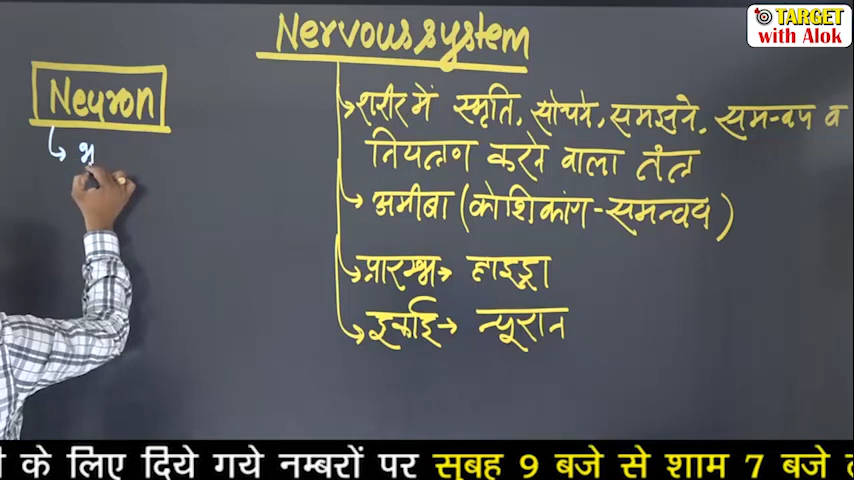 TARGET
with Alok
Nervous system
Neuron
शरीर में स्मृति, सोचने, समझने, समन्वय व
नियंत्रण करने वाला तंत्र
अमीबा (कोशिकांग-समन्वय)
प्रारम्भ→ हाइड्रा
इकाई→ न्यूरान
भ्रू
के लिए दिये गये नम्बरों पर सुबह 9 बजे से शाम 7 बजे